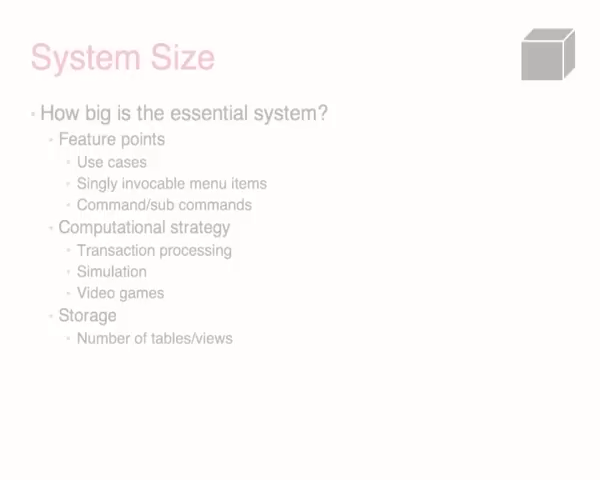 System Size
• How big is the essential system?
• Feature points
• Use cases
• Singly invocable menu items
• Command/sub commands
• Computational strategy
• Transaction processing
• Simulation
• Video games
• Storage
• Number of tables/views